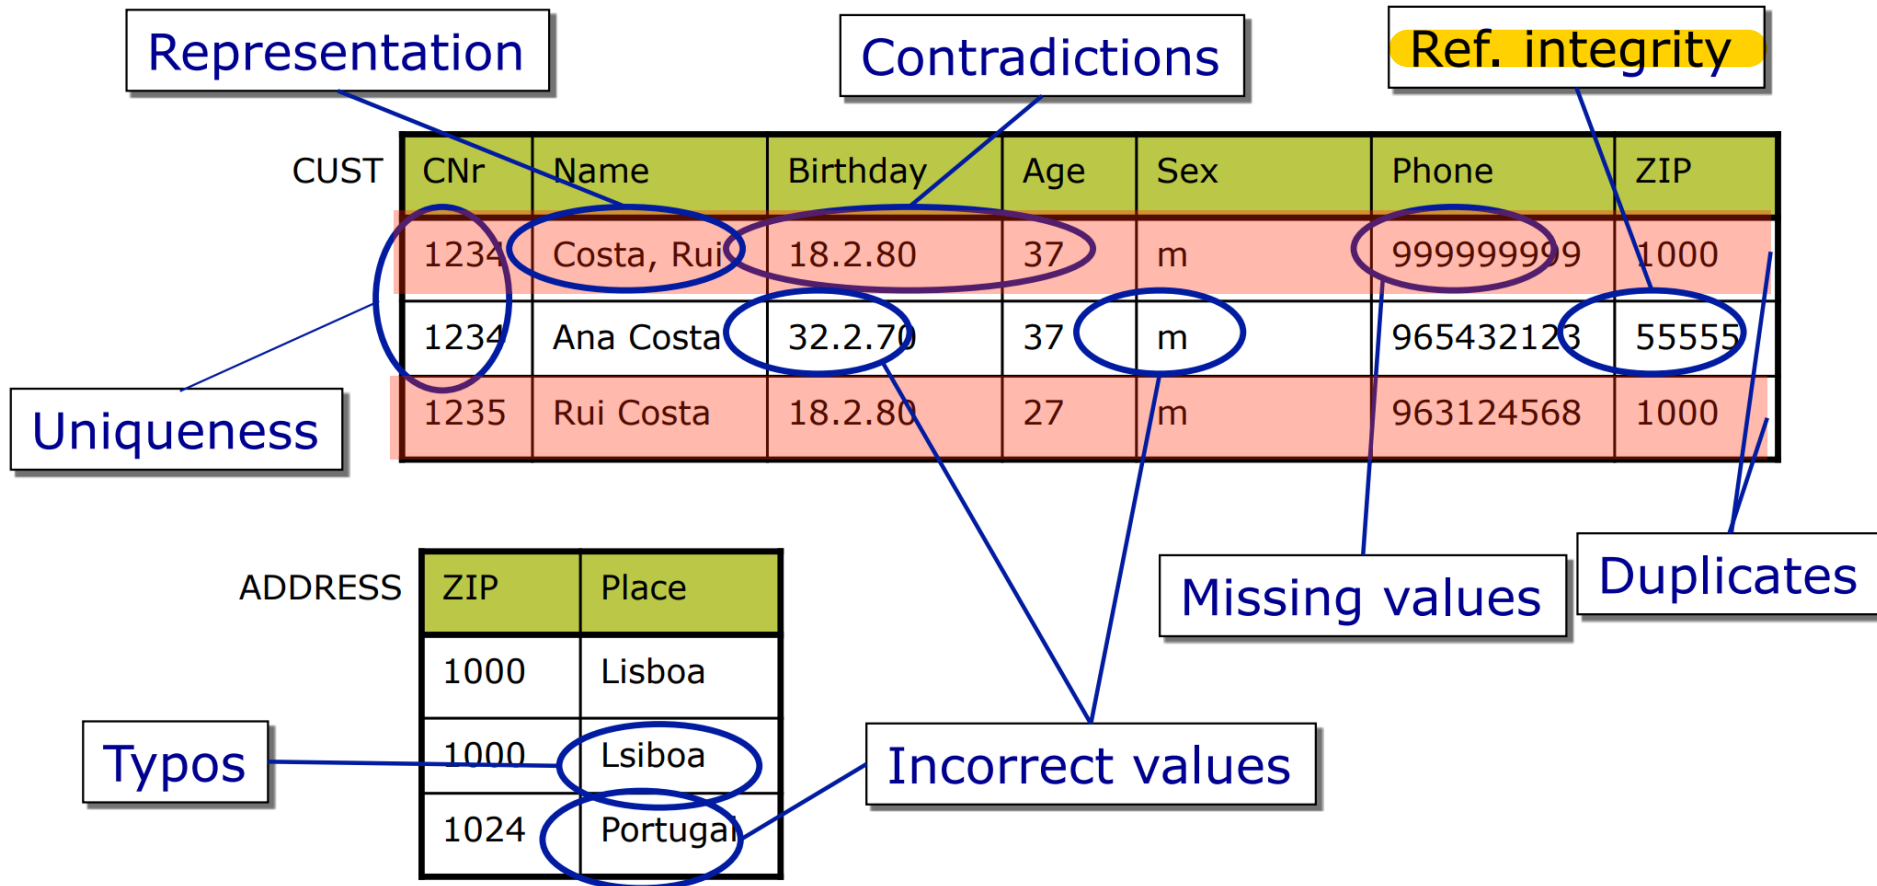 Representation
Contradictions
Ref. integrity
CUST
CNr Name Birthday Age Sex Phone ZIP
1234 Costa, Rui 18.2.80 37 m 999999999 1000
1234 Ana Costa 32.2.70 37 m 965432123 55555
1235 Rui Costa 18.2.80 27 m 963124568 1000
Uniqueness
Missing values
Duplicates
ADDRESS
ZIP Place
1000 Lisboa
1000 Lsiboa
1024 Portugal
Typos
Incorrect values